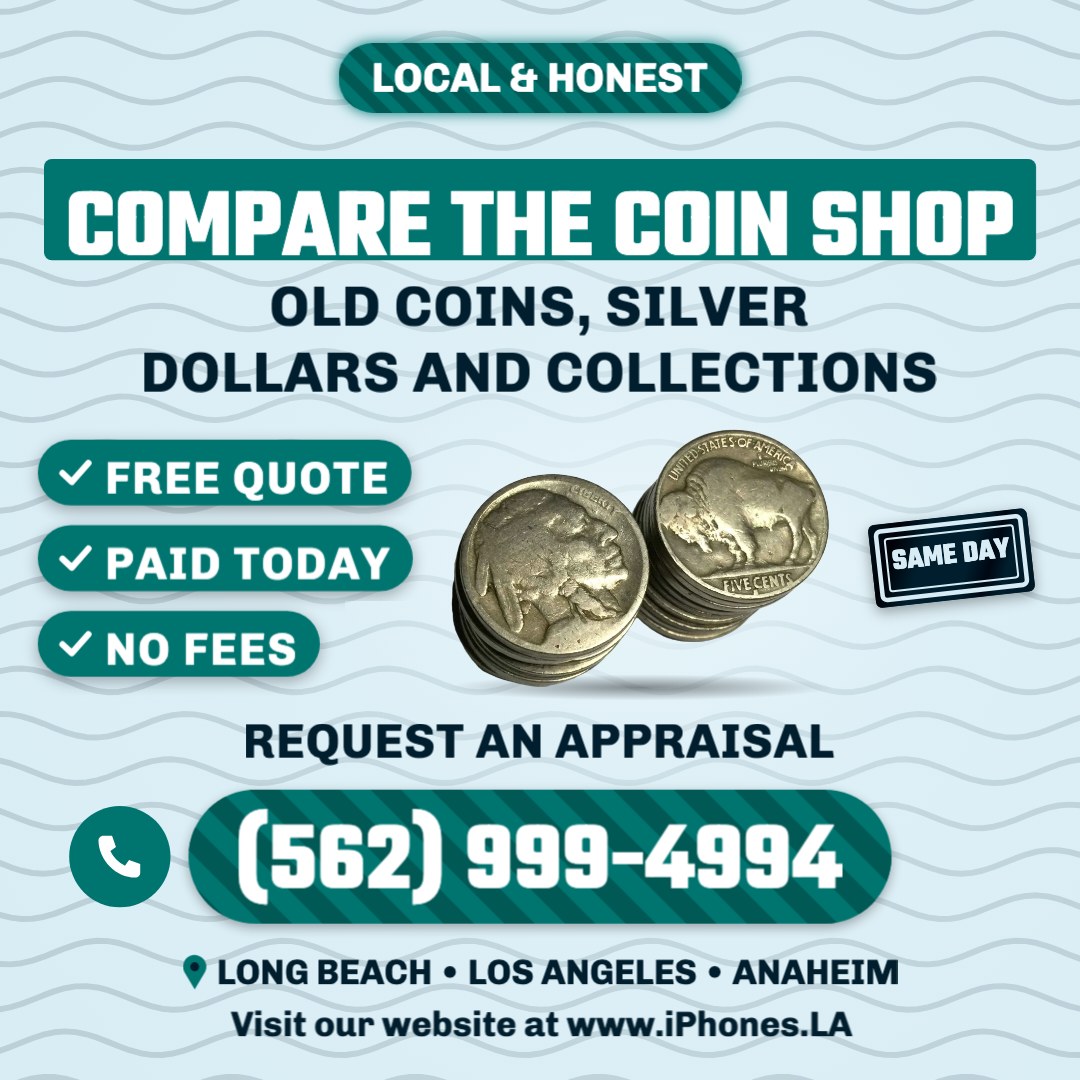 LOCAL & HONEST
COMPARE THE COIN SHOP
OLD COINS, SILVER
DOLLARS AND COLLECTIONS
FREE QUOTE
PAID TODAY
NO FEES
LIBERTY
UNITED·STATES·OF·AMERICA
FIVE CENTS
SAME DAY
REQUEST AN APPRAISAL
(562) 999-4994
LONG BEACH • LOS ANGELES • ANAHEIM
Visit our website at www.iPhones.LA